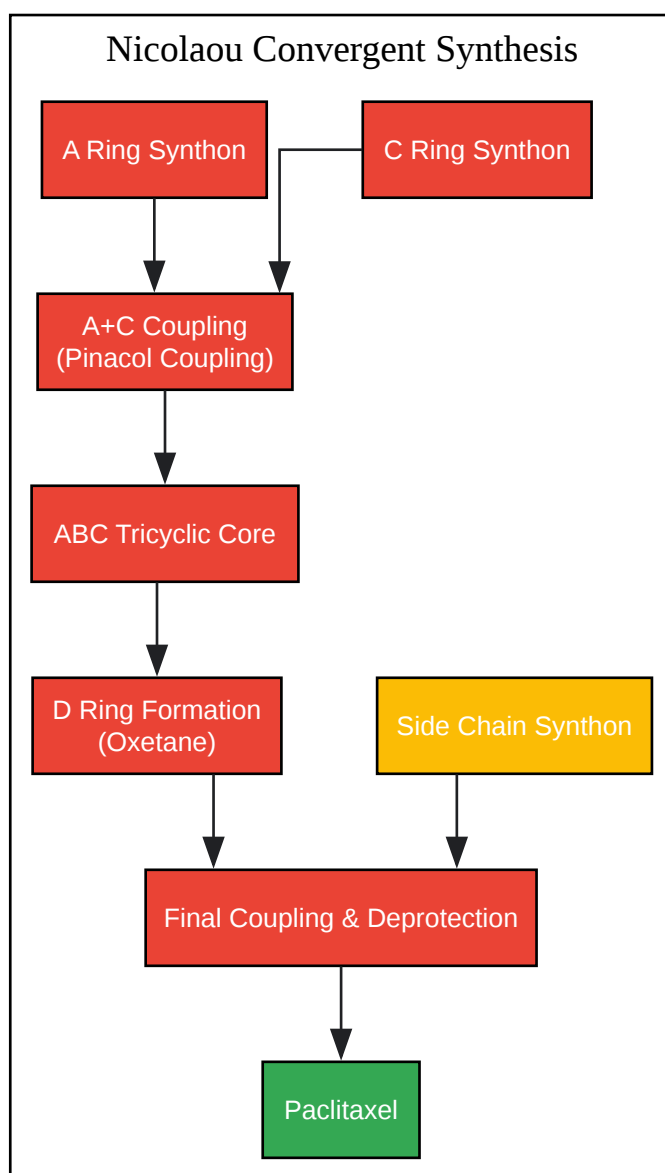 Nicolaou Convergent Synthesis
A Ring Synthon
C Ring Synthon
A+C Coupling
(Pinacol Coupling)
ABC Tricyclic Core
D Ring Formation
(Oxetane)
Side Chain Synthon
Final Coupling & Deprotection
Paclitaxel